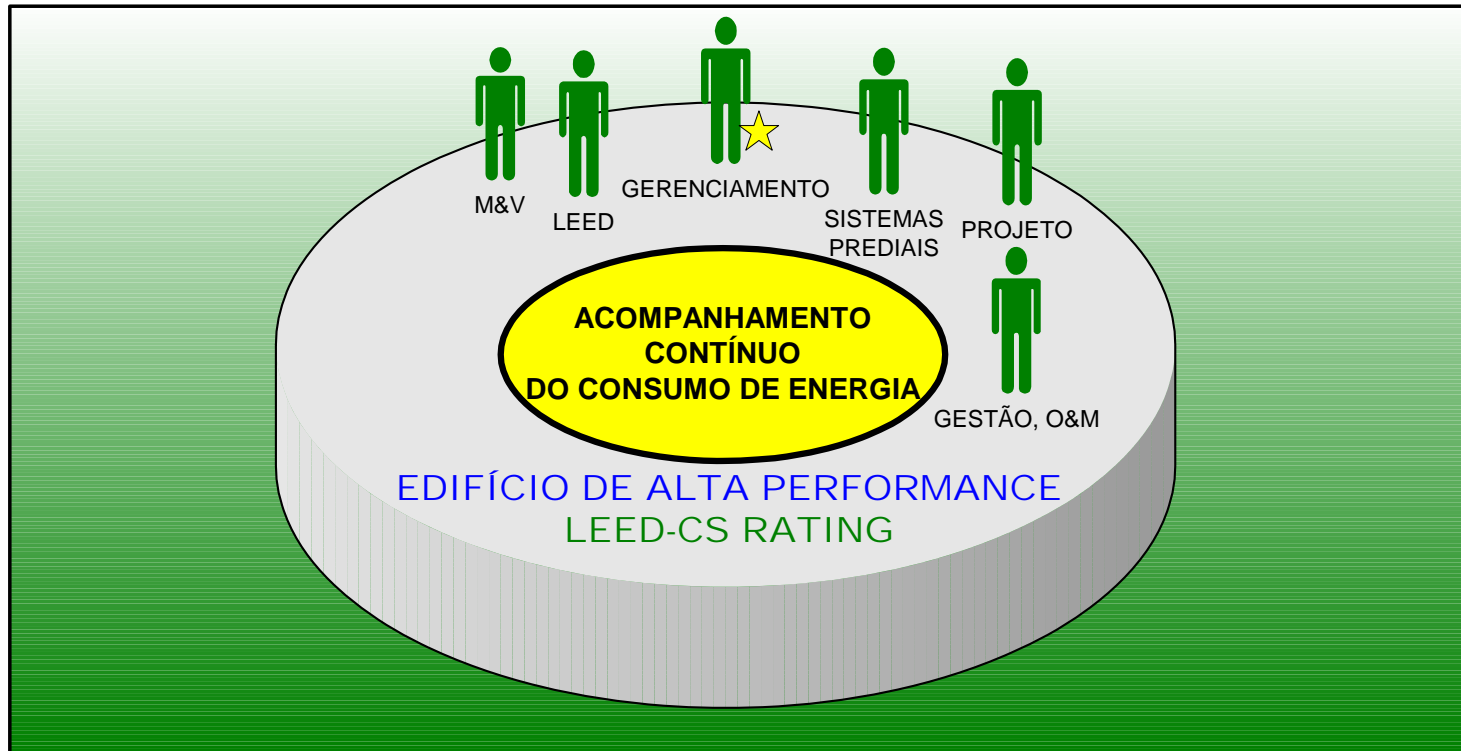 M&V
LEED
GERENCIAMENTO
SISTEMAS
PREDIAIS
PROJETO
ACOMPANHAMENTO
CONTÍNUO
DO CONSUMO DE ENERGIA
GESTÃO, O&M
EDIFÍCIO DE ALTA PERFORMANCE
LEED-CS RATING